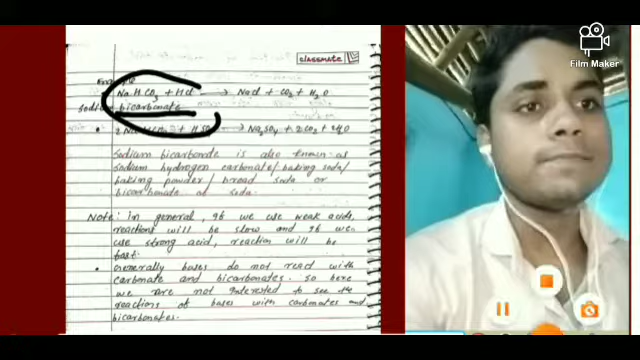 classmate
Film Maker
Example
NaHCO3 + HCl → NaCl + CO2 + H2O
sodium bicarbonate
• → Na2SO4 + 2CO2 + 2H2O
Sodium bicarbonate is also known as
sodium hydrogen carbonate/baking soda/
baking powder/bread soda or
bicarbonate of soda.
Note: In general, If we use weak acids,
reactions will be slow and If we
use strong acid, reaction will be
fast.
• Generally bases do not react with
carbonate and bicarbonates. So here
we are not interested to see the
reactions of bases with carbonates and
bicarbonates.